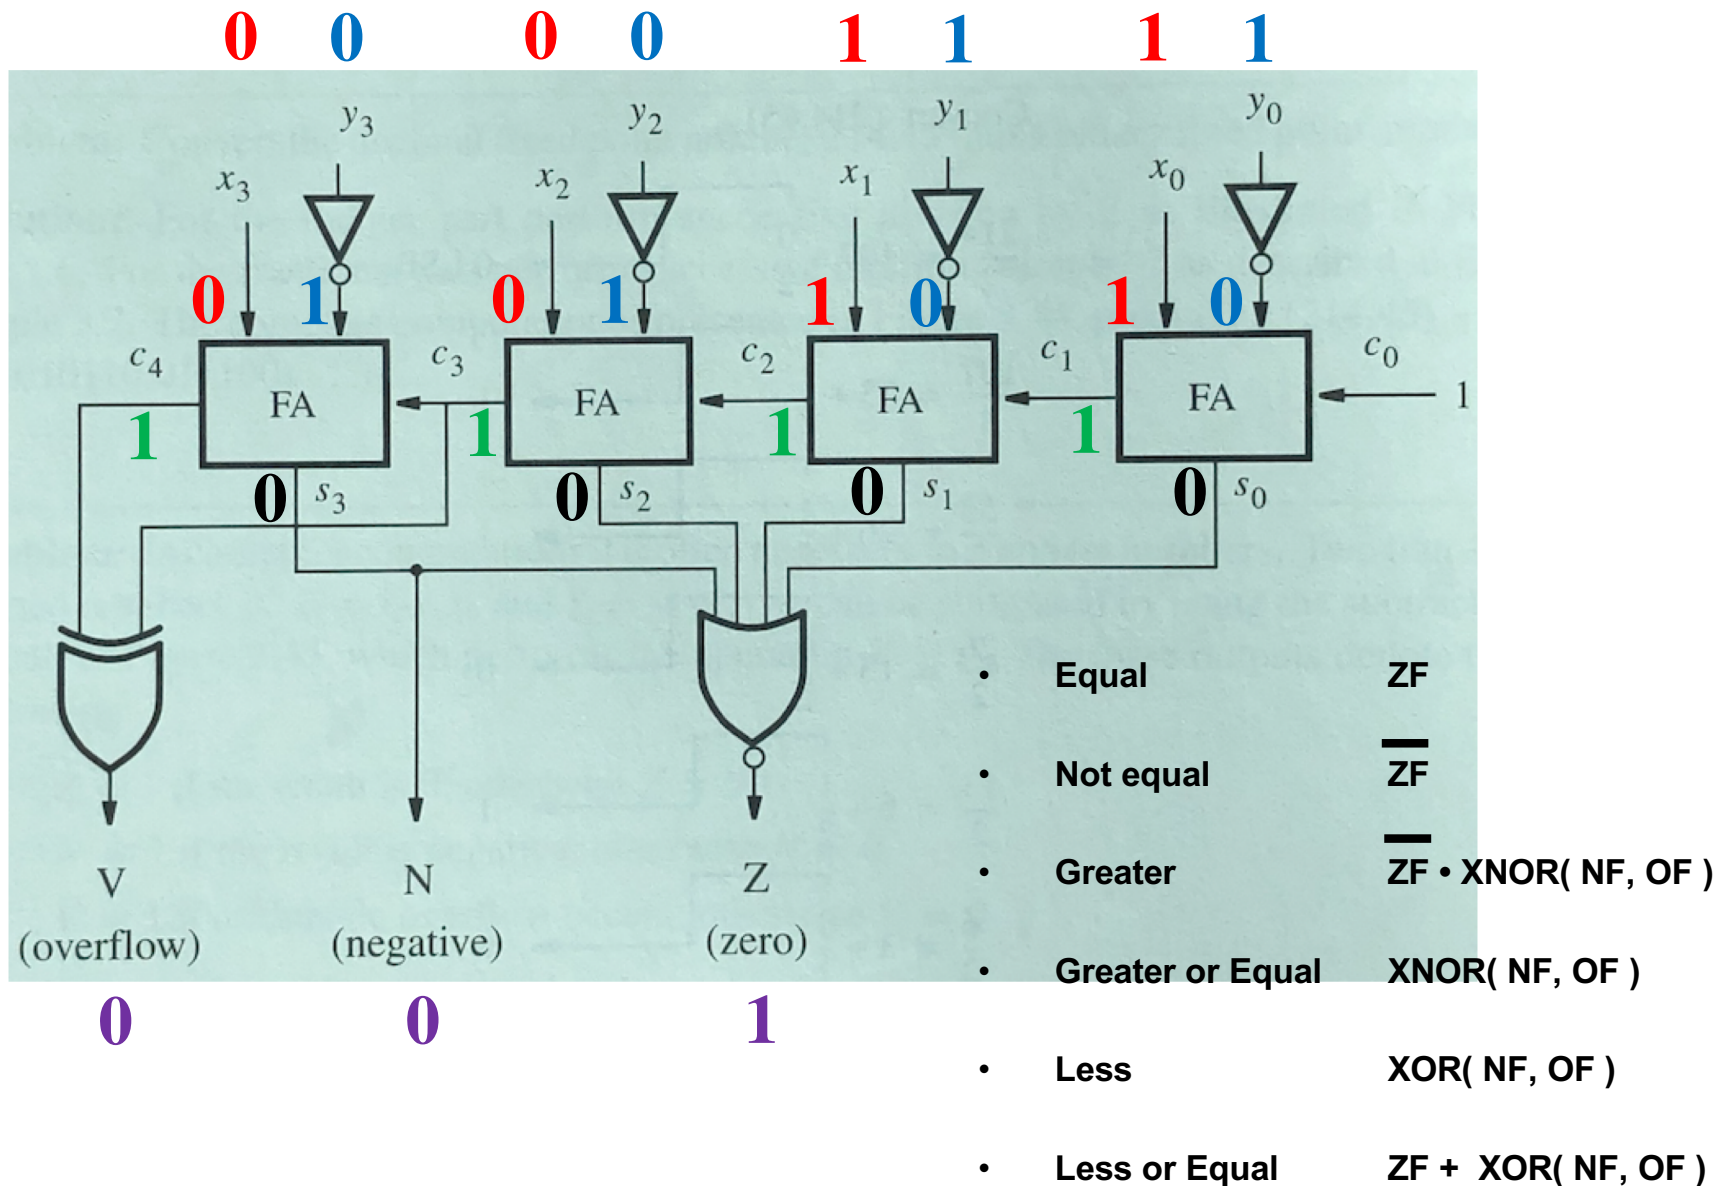 0 0 0 0 1 1 1 1
y3 y2 y1 y0
x3 x2 x1 x0
0 1 0 1 1 0 1 0
c4 c3 c2 c1 c0
FA FA FA FA 1
1 1 1 1
0 s3 0 s2 0 s1 0 s0
• Equal ZF
• Not equal Z̅F̅
V N Z • Greater Z̅F̅ • XNOR( NF, OF )
(overflow) (negative) (zero)
• Greater or Equal XNOR( NF, OF )
0 0 1
• Less XOR( NF, OF )
• Less or Equal ZF + XOR( NF, OF )